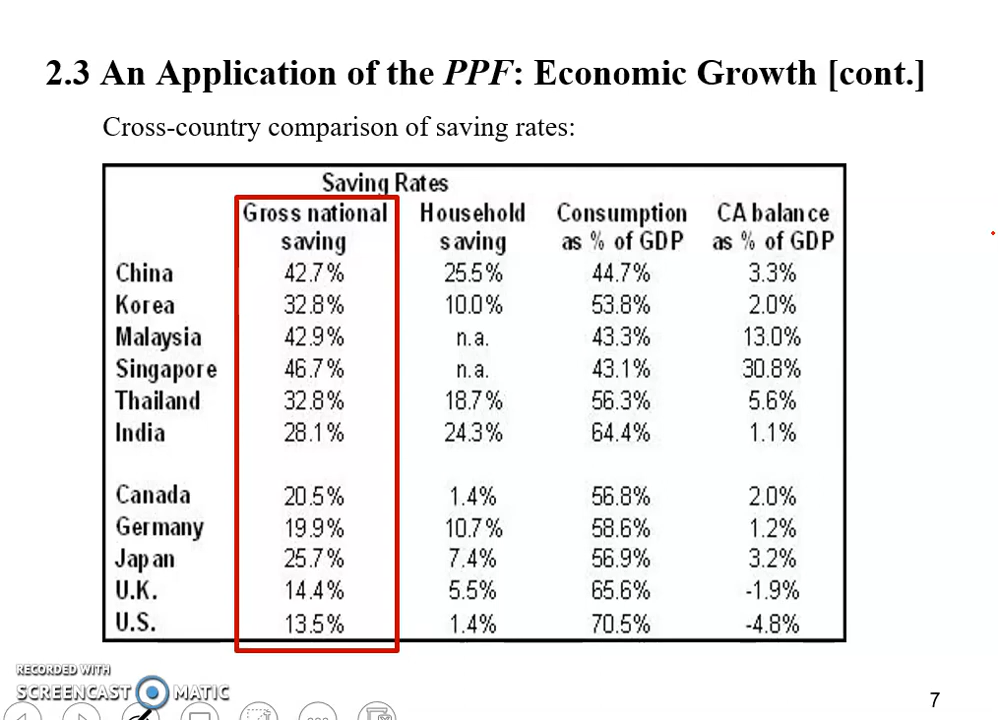 2.3 An Application of the PPF: Economic Growth [cont.]
Cross-country comparison of saving rates:
Saving Rates
Gross national saving Household saving Consumption as % of GDP CA balance as % of GDP
China 42.7% 25.5% 44.7% 3.3%
Korea 32.8% 10.0% 53.8% 2.0%
Malaysia 42.9% n.a. 43.3% 13.0%
Singapore 46.7% n.a. 43.1% 30.8%
Thailand 32.8% 18.7% 56.3% 5.6%
India 28.1% 24.3% 64.4% 1.1%
Canada 20.5% 1.4% 56.8% 2.0%
Germany 19.9% 10.7% 58.6% 1.2%
Japan 25.7% 7.4% 56.9% 3.2%
U.K. 14.4% 5.5% 65.6% -1.9%
U.S. 13.5% 1.4% 70.5% -4.8%
RECORDED WITH
SCREENCAST MATIC
7